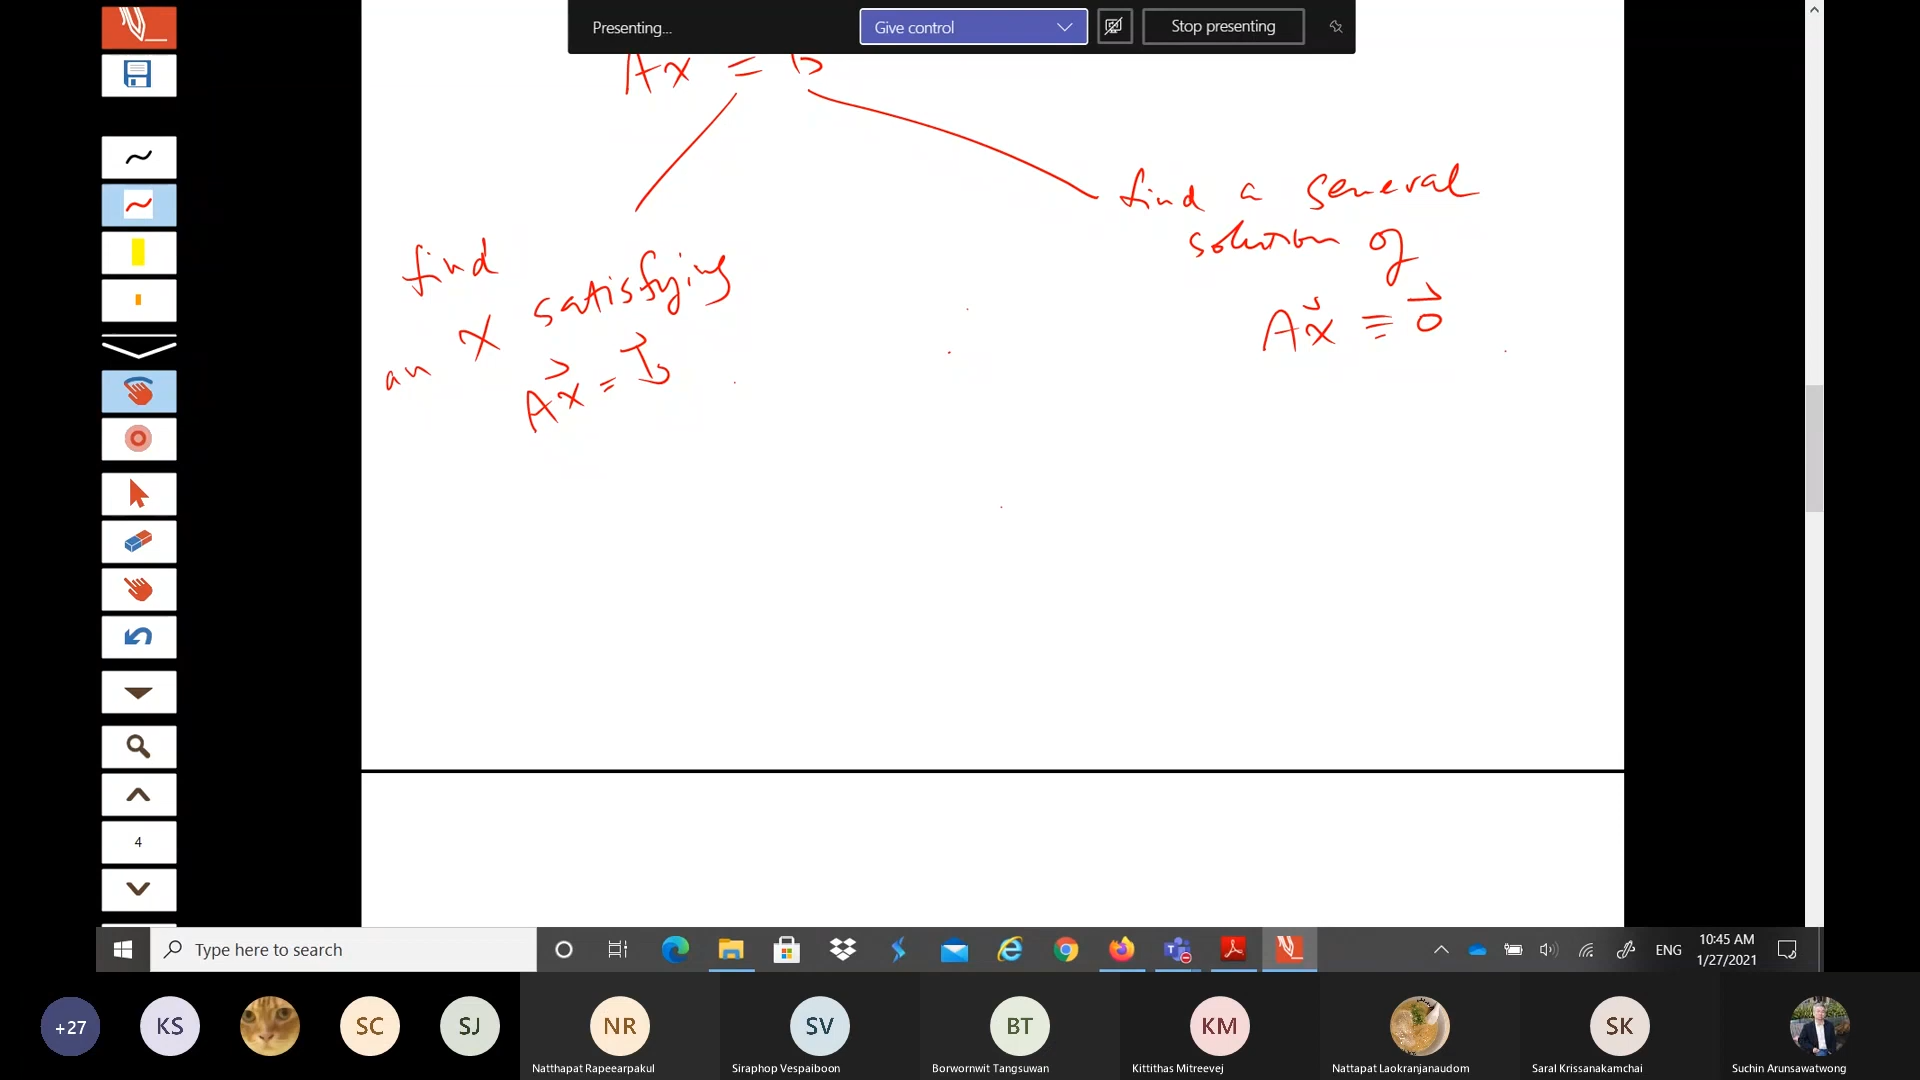 Presenting...
Give control
Stop presenting
Ax = b
find a general
solution of
Ax = 0
find
an x satisfying
Ax = b
4
Type here to search
ENG
10:45 AM
1/27/2021
+27
KS
SC
SJ
NR
SV
BT
KM
SK
Natthapat Rapeearpakul
Siraphop Vespaiboon
Borwornwit Tangsuwan
Kittithas Mitreevej
Nattapat Laokranjanaudom
Saral Krissanakamchai
Suchin Arunsawatwong